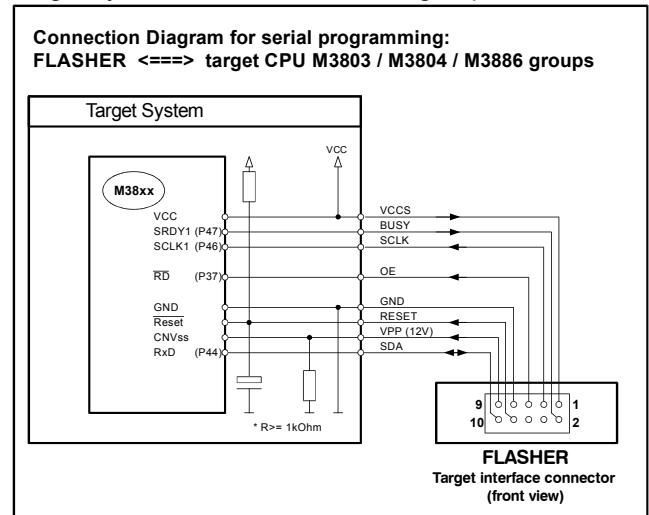 Connection Diagram for serial programming:
FLASHER <===> target CPU M3803 / M3804 / M3886 groups
Target System
VCC
M38xx
VCC
SRDY1 (P47)
SCLK1 (P46)
RD (P37)
GND
Reset
CNVss
RxD (P44)
VCCS
BUSY
SCLK
OE
GND
RESET
VPP (12V)
SDA
* R>= 1kOhm
9 1
10 2
FLASHER
Target interface connector
(front view)